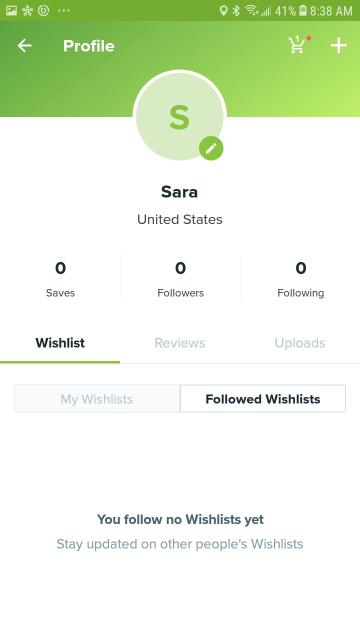 41% 8:38 AM
Profile
1
S
Sara
United States
0 0 0
Saves Followers Following
Wishlist Reviews Uploads
My Wishlists Followed Wishlists
You follow no Wishlists yet
Stay updated on other people's Wishlists